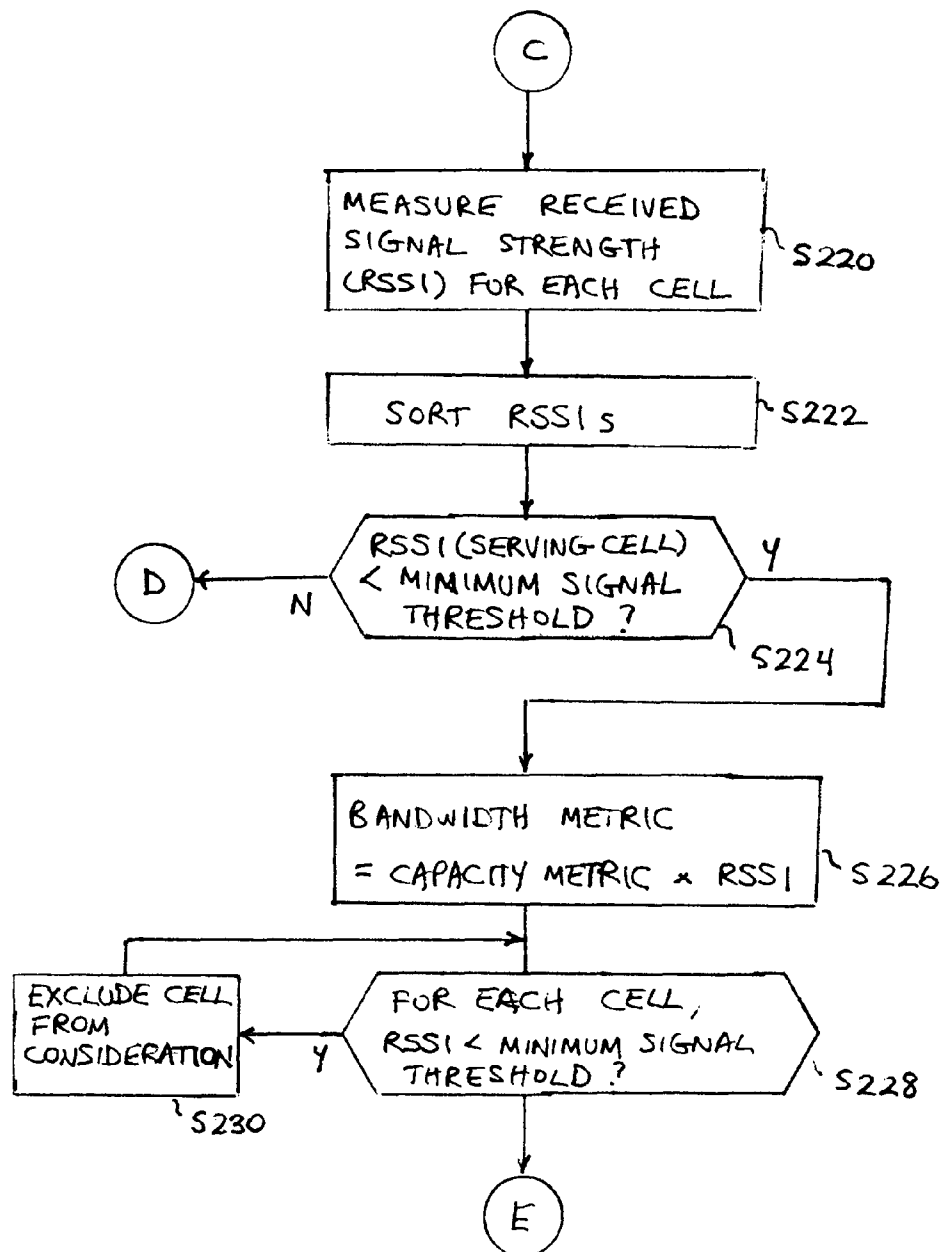 C
MEASURE RECEIVED
SIGNAL STRENGTH
(RSSI) FOR EACH CELL
S220
SORT RSSIs
S222
RSSI (SERVING CELL)
< MINIMUM SIGNAL
THRESHOLD ?
Y
N
D
S224
BANDWIDTH METRIC
= CAPACITY METRIC * RSSI
S226
EXCLUDE CELL
FROM
CONSIDERATION
S230
Y
FOR EACH CELL,
RSSI < MINIMUM SIGNAL
THRESHOLD ?
S228
E